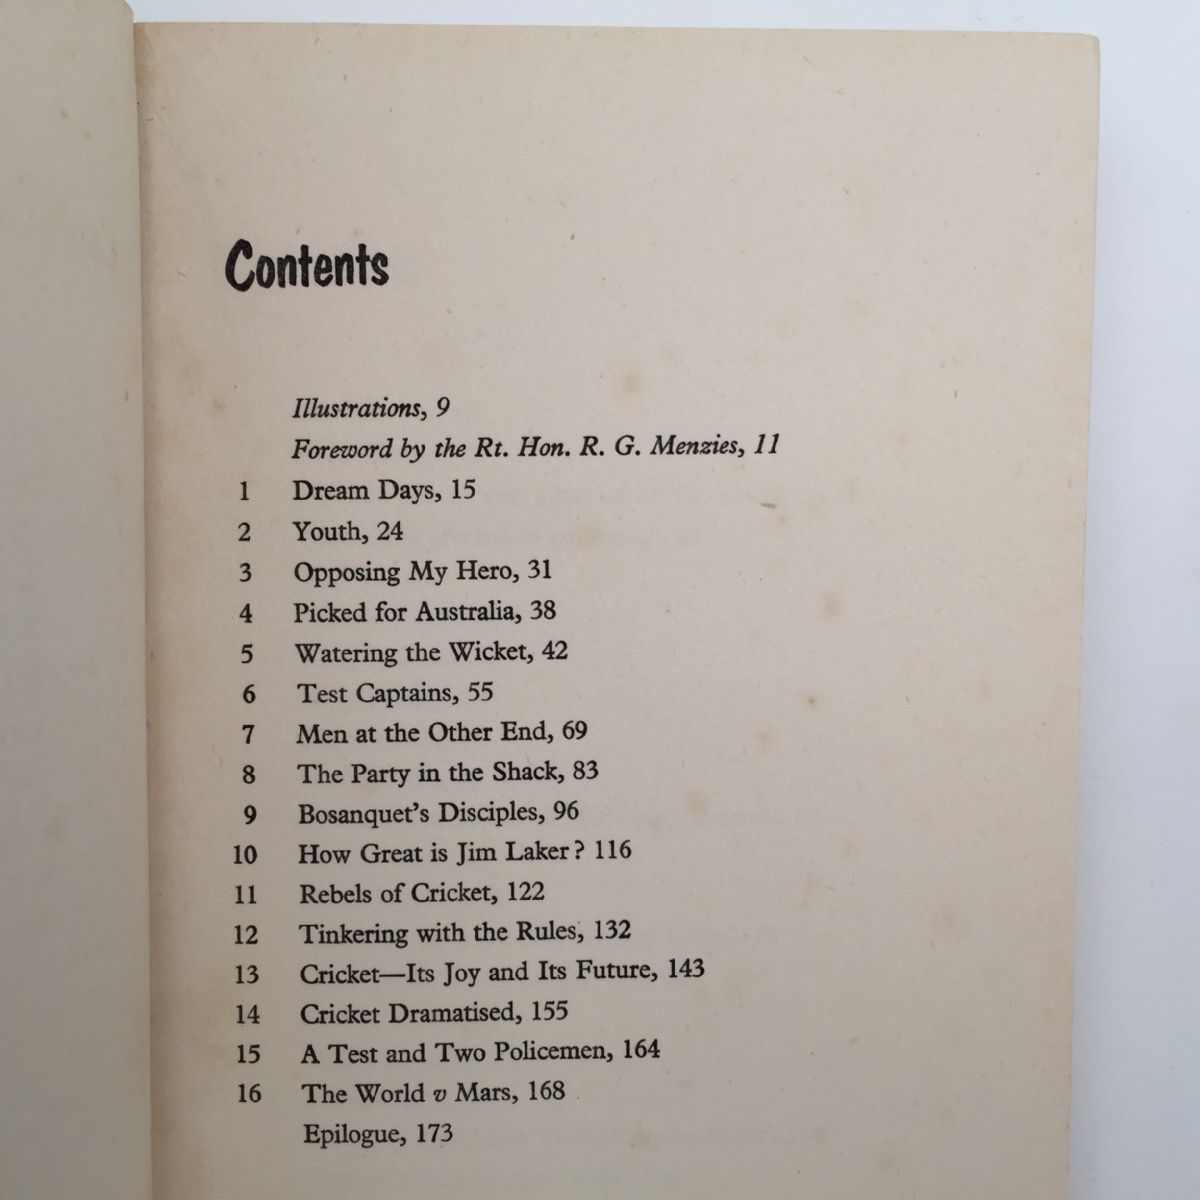 Contents
Illustrations, 9
Foreword by the Rt. Hon. R. G. Menzies, 11
1 Dream Days, 15
2 Youth, 24
3 Opposing My Hero, 31
4 Picked for Australia, 38
5 Watering the Wicket, 42
6 Test Captains, 55
7 Men at the Other End, 69
8 The Party in the Shack, 83
9 Bosanquet's Disciples, 96
10 How Great is Jim Laker? 116
11 Rebels of Cricket, 122
12 Tinkering with the Rules, 132
13 Cricket—Its Joy and Its Future, 143
14 Cricket Dramatised, 155
15 A Test and Two Policemen, 164
16 The World v Mars, 168
Epilogue, 173